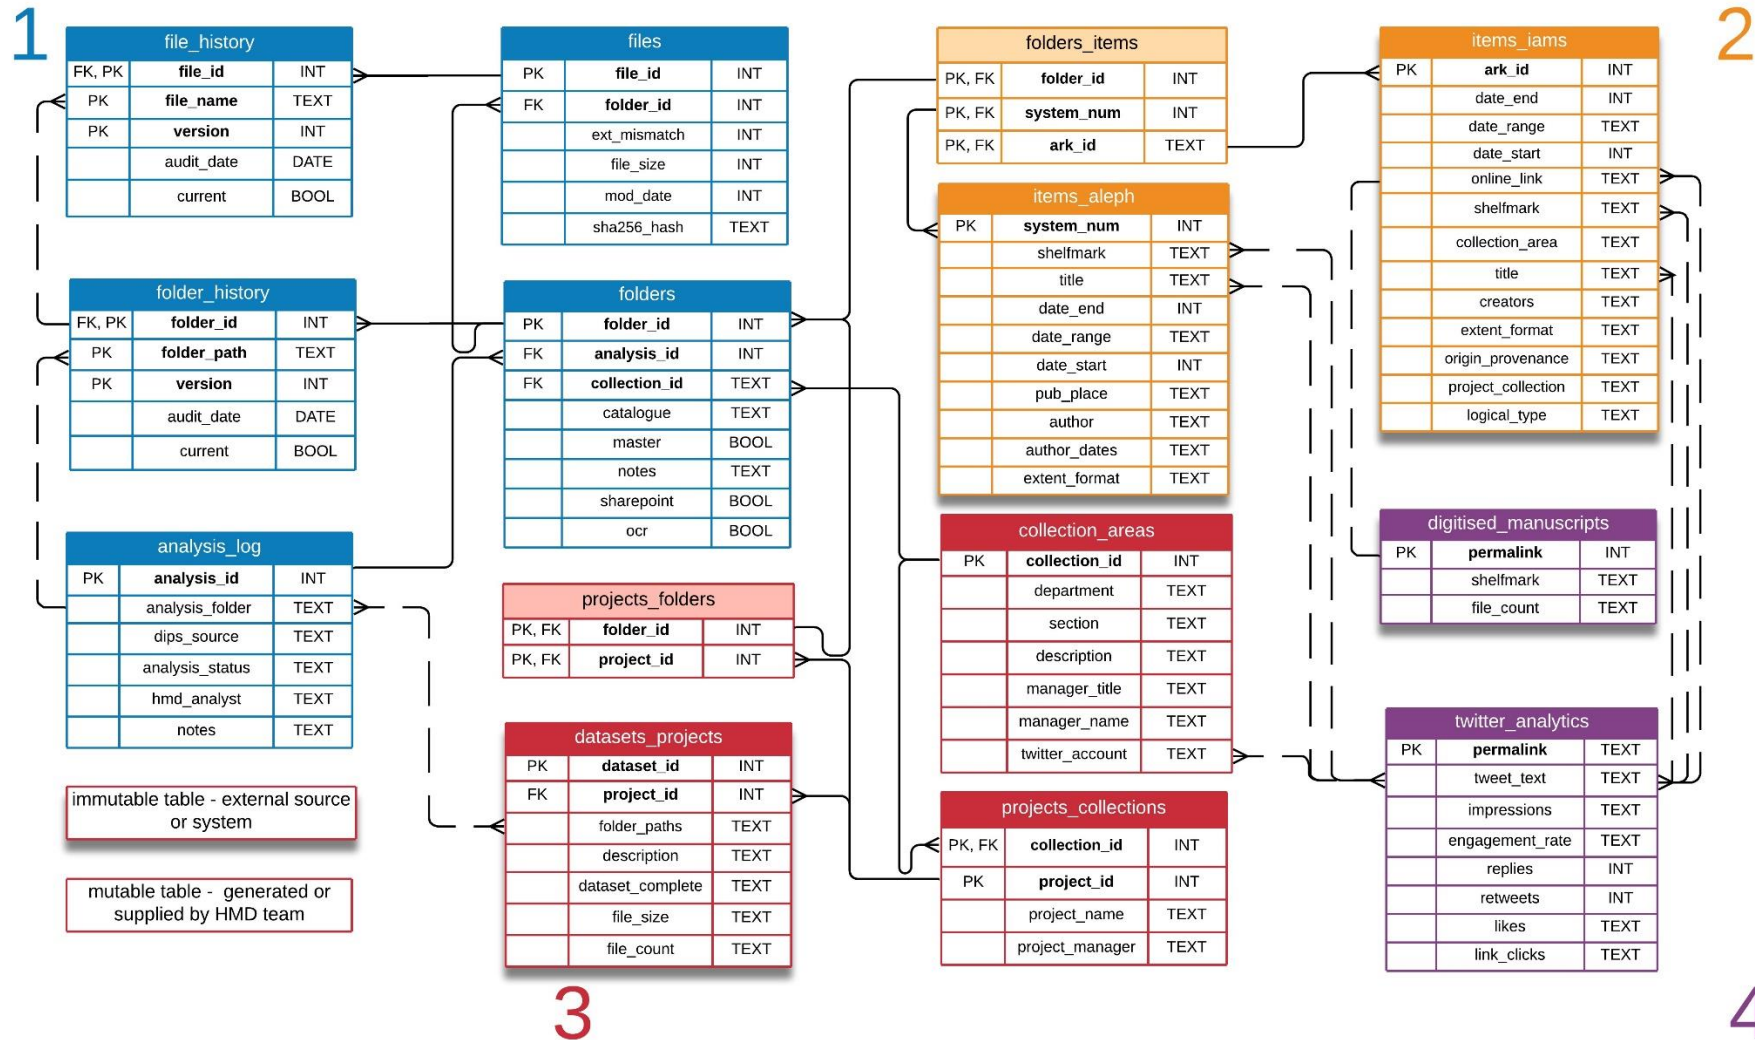 1
file_history
FK, PK file_id INT
PK file_name TEXT
PK version INT
audit_date DATE
current BOOL
files
PK file_id INT
FK folder_id INT
ext_mismatch INT
file_size INT
mod_date INT
sha256_hash TEXT
folder_history
FK, PK folder_id INT
PK folder_path TEXT
PK version INT
audit_date DATE
current BOOL
folders
PK folder_id INT
FK analysis_id INT
FK collection_id TEXT
catalogue TEXT
master BOOL
notes TEXT
sharepoint BOOL
ocr BOOL
analysis_log
PK analysis_id INT
analysis_folder TEXT
dips_source TEXT
analysis_status TEXT
hmd_analyst TEXT
notes TEXT
immutable table - external source
or system
mutable table - generated or
supplied by HMD team
2
folders_items
PK, FK folder_id INT
PK, FK system_num INT
PK, FK ark_id TEXT
items_aleph
PK system_num INT
shelfmark TEXT
title TEXT
date_end INT
date_range TEXT
date_start INT
pub_place TEXT
author TEXT
author_dates TEXT
extent_format TEXT
items_iams
PK ark_id INT
date_end INT
date_range TEXT
date_start INT
online_link TEXT
shelfmark TEXT
collection_area TEXT
title TEXT
creators TEXT
extent_format TEXT
origin_provenance TEXT
project_collection TEXT
logical_type TEXT
projects_folders
PK, FK folder_id INT
PK, FK project_id INT
datasets_projects
PK dataset_id INT
FK project_id INT
folder_paths TEXT
description TEXT
dataset_complete TEXT
file_size TEXT
file_count TEXT
3
collection_areas
PK collection_id INT
department TEXT
section TEXT
description TEXT
manager_title TEXT
manager_name TEXT
twitter_account TEXT
projects_collections
PK, FK collection_id INT
PK project_id INT
project_name TEXT
project_manager TEXT
digitised_manuscripts
PK permalink INT
shelfmark TEXT
file_count TEXT
twitter_analytics
PK permalink TEXT
tweet_text TEXT
impressions TEXT
engagement_rate TEXT
replies INT
retweets INT
likes TEXT
link_clicks TEXT
4